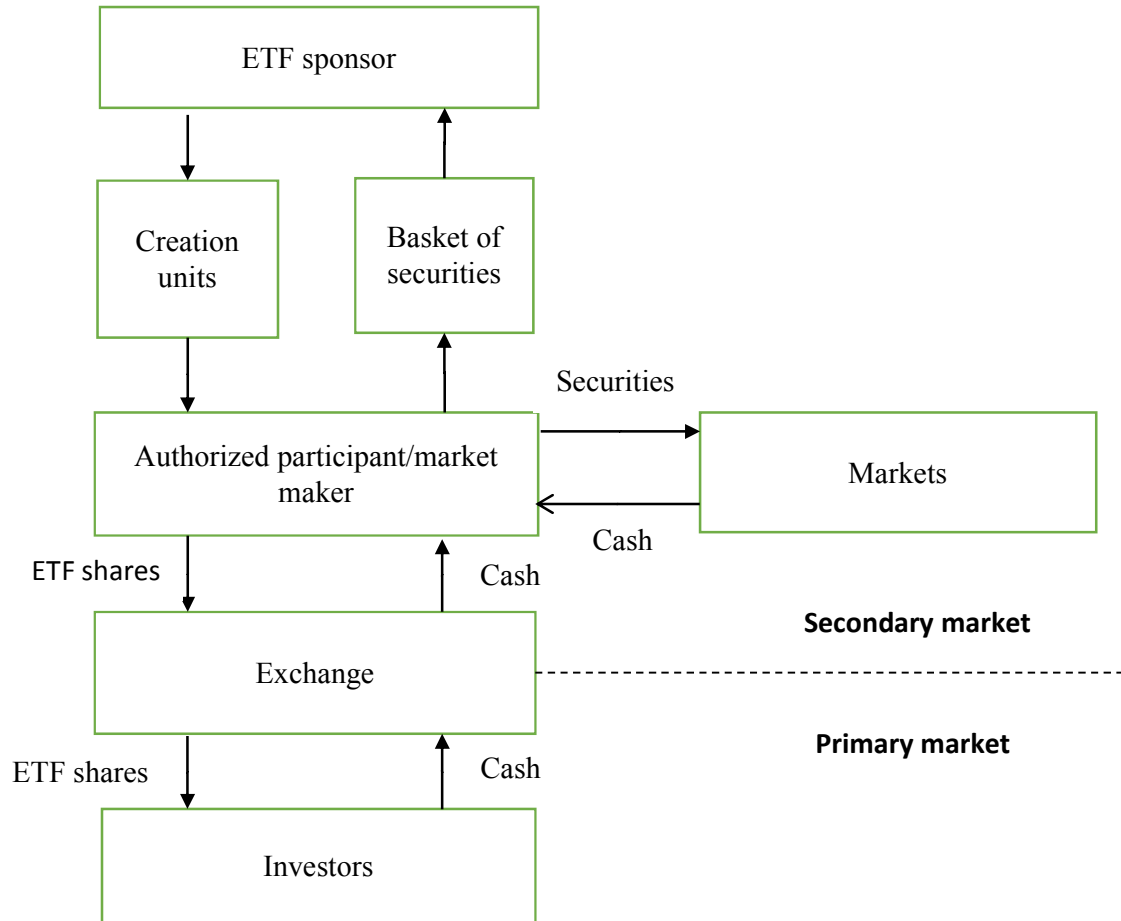 ETF sponsor
Creation
units
Basket of
securities
Securities
Authorized participant/market
maker
Markets
Cash
ETF shares
Cash
Secondary market
Exchange
Primary market
ETF shares
Cash
Investors